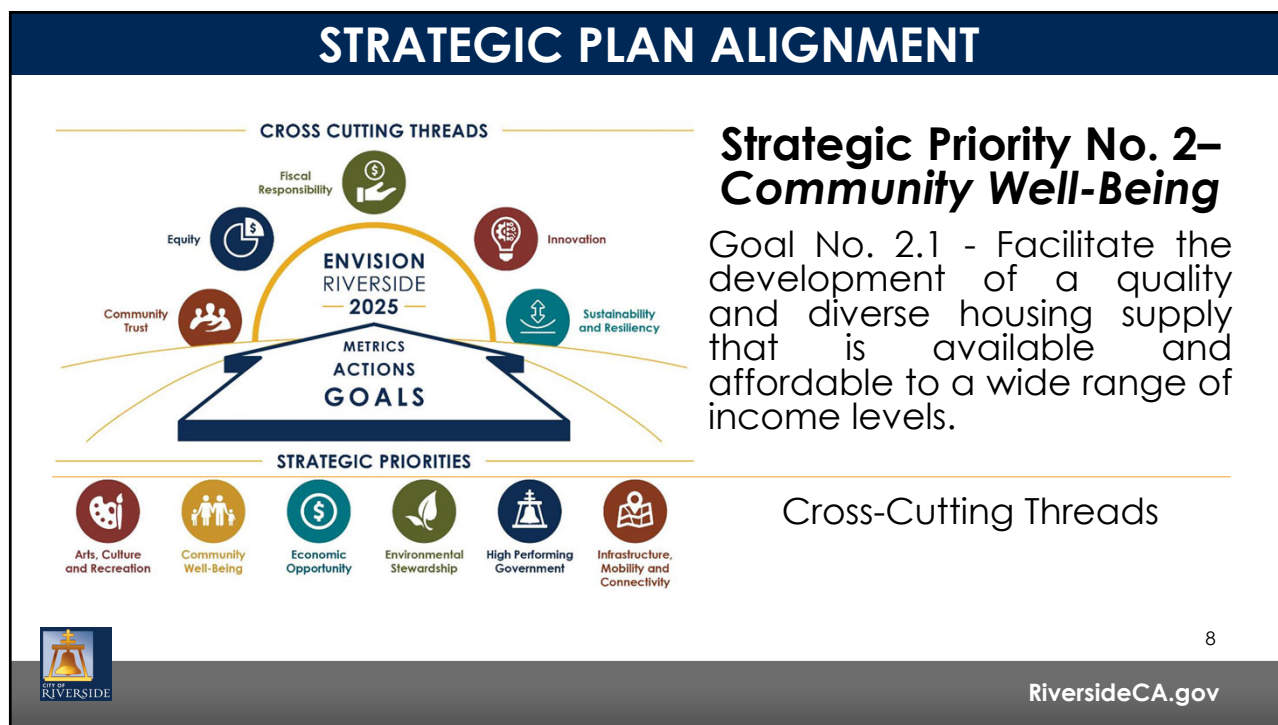 STRATEGIC PLAN ALIGNMENT
CROSS CUTTING THREADS
Fiscal
Responsibility
$
Equity
$
Innovation
Community
Trust
Sustainability
and Resiliency
ENVISION
RIVERSIDE
2025
METRICS
ACTIONS
GOALS
STRATEGIC PRIORITIES
$
Arts, Culture
and Recreation
Community
Well-Being
Economic
Opportunity
Environmental
Stewardship
High Performing
Government
Infrastructure,
Mobility and
Connectivity
Strategic Priority No. 2–
Community Well-Being
Goal No. 2.1 - Facilitate the
development of a quality
and diverse housing supply
that is available and
affordable to a wide range of
income levels.
Cross-Cutting Threads
8
CITY OF
RIVERSIDE
RiversideCA.gov